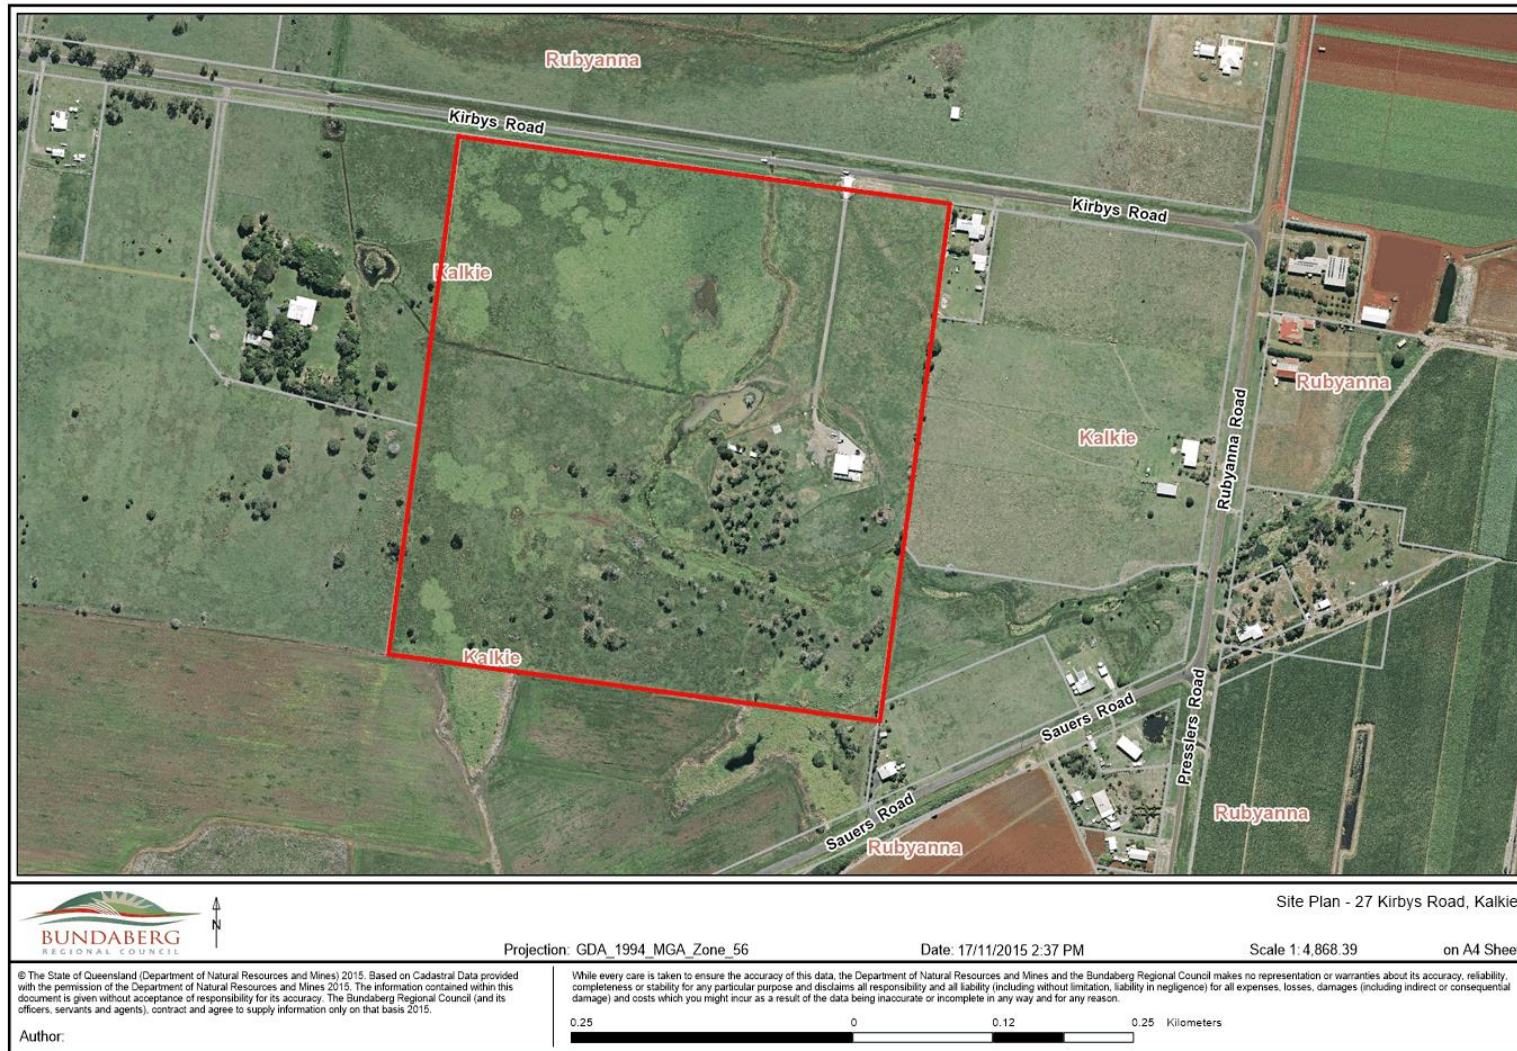 Rubyanna
Kirbys Road
Kirbys Road
Kalkie
Rubyanna
Kalkie
Rubyanna Road
Kalkie
Sauers Road
Presslers Road
Sauers Road
Rubyanna
Rubyanna
BUNDABERG
REGIONAL COUNCIL
N
Site Plan - 27 Kirbys Road, Kalkie
Projection: GDA_1994_MGA_Zone_56
Date: 17/11/2015 2:37 PM
Scale 1: 4,868.39
on A4 Sheet
© The State of Queensland (Department of Natural Resources and Mines) 2015. Based on Cadastral Data provided
with the permission of the Department of Natural Resources and Mines 2015. The information contained within this
document is given without acceptance of responsibility for its accuracy. The Bundaberg Regional Council (and its
officers, servants and agents), contract and agree to supply information only on that basis 2015.
Author:
While every care is taken to ensure the accuracy of this data, the Department of Natural Resources and Mines and the Bundaberg Regional Council makes no representation or warranties about its accuracy, reliability,
completeness or stability for any particular purpose and disclaims all responsibility and all liability (including without limitation, liability in negligence) for all expenses, losses, damages (including indirect or consequential
damage) and costs which you might incur as a result of the data being inaccurate or incomplete in any way and for any reason.
0.25 0 0.12 0.25 Kilometers